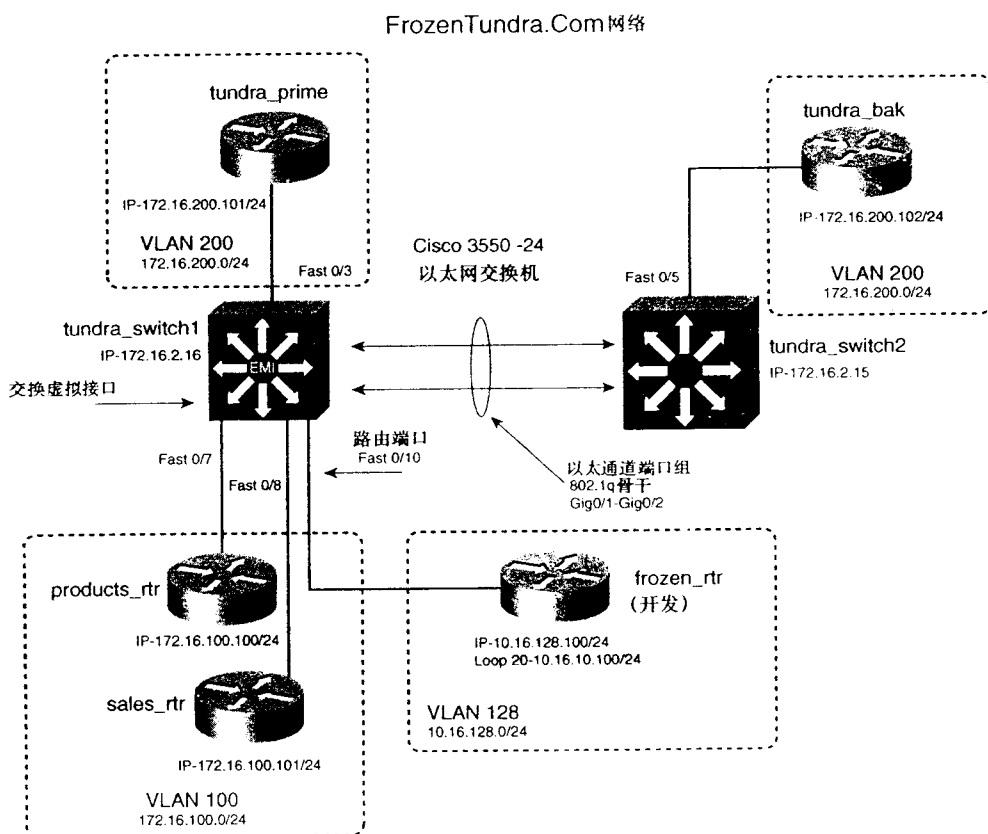 FrozenTundra.Com网络
tundra_prime
IP-172.16.200.101/24
VLAN 200
172.16.200.0/24
Fast 0/3
tundra_bak
IP-172.16.200.102/24
VLAN 200
172.16.200.0/24
Cisco 3550 -24
以太网交换机
Fast 0/5
tundra_switch1
IP-172.16.2.16
EMI
tundra_switch2
IP-172.16.2.15
交换虚拟接口
路由端口
Fast 0/10
Fast 0/7
Fast 0/8
以太通道端口组
802.1q骨干
Gig0/1-Gig0/2
products_rtr
IP-172.16.100.100/24
sales_rtr
IP-172.16.100.101/24
VLAN 100
172.16.100.0/24
frozen_rtr
(开发)
IP-10.16.128.100/24
Loop 20-10.16.10.100/24
VLAN 128
10.16.128.0/24